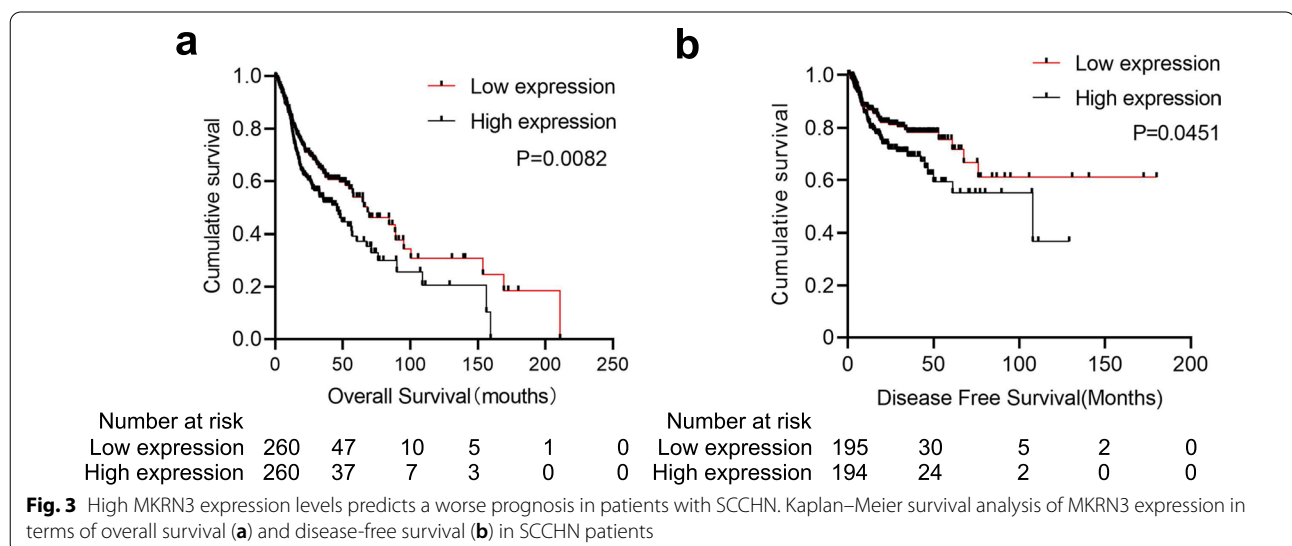 a
1.0
0.8
0.6
0.4
0.2
0.0
Cumulative survival
Low expression
High expression
P=0.0082
0 50 100 150 200 250
Overall Survival(mouths)
Number at risk
Low expression 260 47 10 5 1 0
High expression 260 37 7 3 0 0
b
1.0
0.8
0.6
0.4
0.2
0
Cumulative survival
Low expression
High expression
P=0.0451
0 50 100 150 200
Disease Free Survival(Months)
Number at risk
Low expression 195 30 5 2 0
High expression 194 24 2 0 0
Fig. 3 High MKRN3 expression levels predicts a worse prognosis in patients with SCCHN. Kaplan–Meier survival analysis of MKRN3 expression in
terms of overall survival (a) and disease-free survival (b) in SCCHN patients